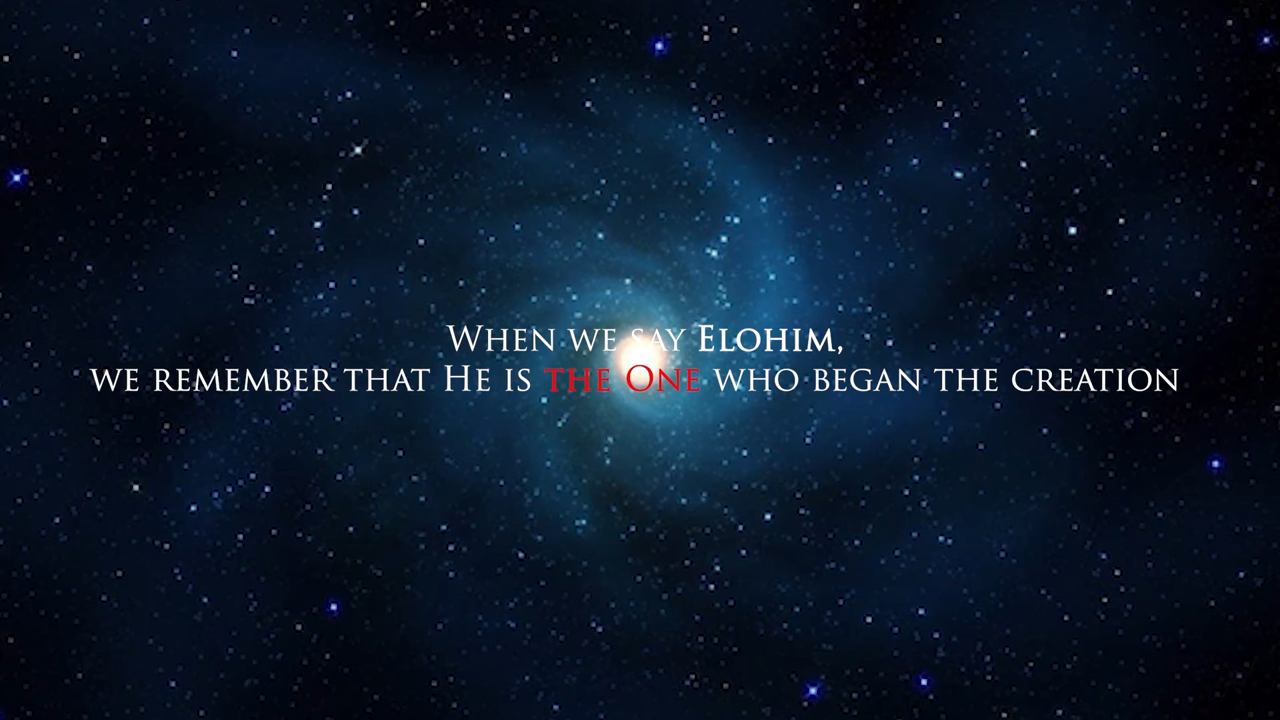 When we say Elohim,
we remember that He is the One who began the creation